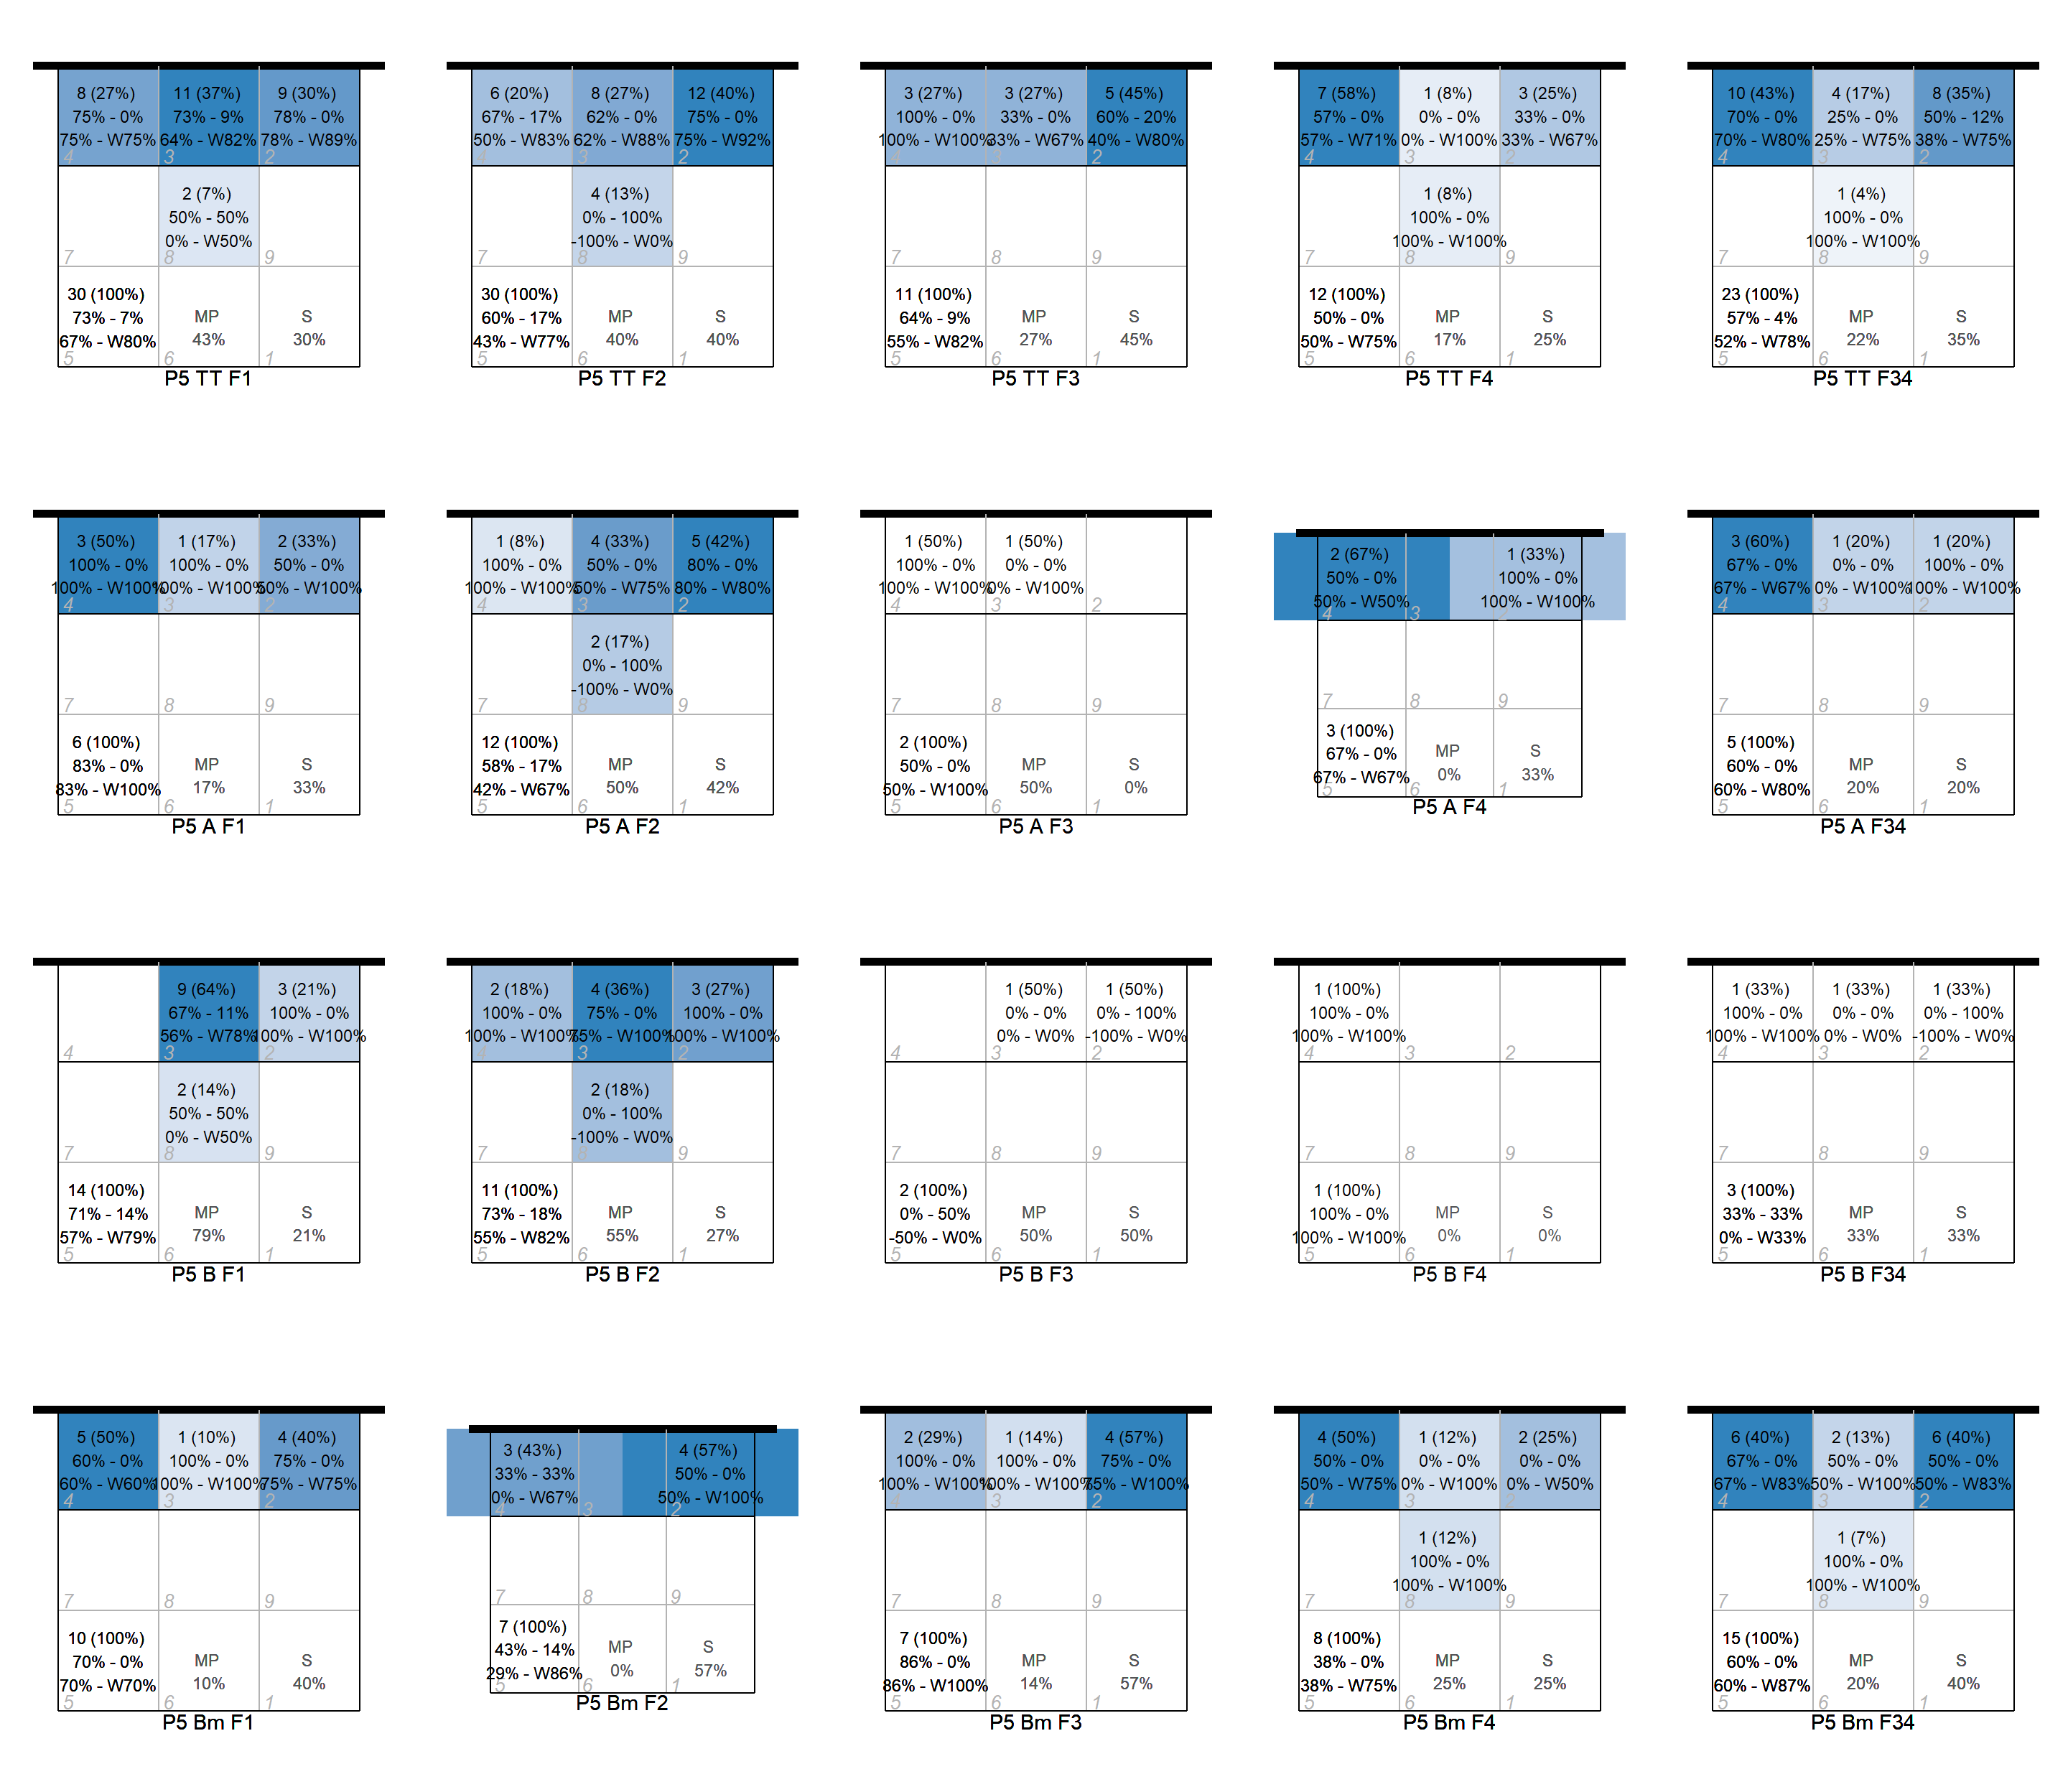 8 (27%) 11 (37%) 9 (30%)
75% - 0% 73% - 9% 78% - 0%
75% - W75% 64% - W82% 78% - W89%
4 3 2
2 (7%)
50% - 50%
0% - W50%
7 8 9
30 (100%)
73% - 7% MP S
67% - W80% 43% 30%
5 6 1
P5 TT F1
6 (20%) 8 (27%) 12 (40%)
67% - 17% 62% - 0% 75% - 0%
50% - W83% 62% - W88% 75% - W92%
4 3 2
4 (13%)
0% - 100%
-100% - W0%
7 8 9
30 (100%)
60% - 17% MP S
43% - W77% 40% 40%
5 6 1
P5 TT F2
3 (27%) 3 (27%) 5 (45%)
100% - 0% 33% - 0% 60% - 20%
100% - W100% 33% - W67% 40% - W80%
4 3 2
7 8 9
11 (100%)
64% - 9% MP S
55% - W82% 27% 45%
5 6 1
P5 TT F3
7 (58%) 1 (8%) 3 (25%)
57% - 0% 0% - 0% 33% - 0%
57% - W71% 0% - W100% 33% - W67%
4 3 2
1 (8%)
100% - 0%
100% - W100%
7 8 9
12 (100%)
50% - 0% MP S
50% - W75% 17% 25%
5 6 1
P5 TT F4
10 (43%) 4 (17%) 8 (35%)
70% - 0% 25% - 0% 50% - 12%
70% - W80% 25% - W75% 38% - W75%
4 3 2
1 (4%)
100% - 0%
100% - W100%
7 8 9
23 (100%)
57% - 4% MP S
52% - W78% 22% 35%
5 6 1
P5 TT F34
3 (50%) 1 (17%) 2 (33%)
100% - 0% 100% - 0% 50% - 0%
100% - W100% 100% - W100% 50% - W100%
4 3 2
7 8 9
6 (100%)
83% - 0% MP S
83% - W100% 17% 33%
5 6 1
P5 A F1
1 (8%) 4 (33%) 5 (42%)
100% - 0% 50% - 0% 80% - 0%
100% - W100% 50% - W75% 80% - W80%
4 3 2
2 (17%)
0% - 100%
-100% - W0%
7 8 9
12 (100%)
58% - 17% MP S
42% - W67% 50% 42%
5 6 1
P5 A F2
1 (50%) 1 (50%)
100% - 0% 0% - 0%
100% - W100% 0% - W100%
4 3 2
7 8 9
2 (100%)
50% - 0% MP S
50% - W100% 50% 0%
5 6 1
P5 A F3
2 (67%) 1 (33%)
50% - 0% 100% - 0%
50% - W50% 100% - W100%
4 3 2
7 8 9
3 (100%)
67% - 0% MP S
67% - W67% 0% 33%
5 6 1
P5 A F4
3 (60%) 1 (20%) 1 (20%)
67% - 0% 0% - 0% 100% - 0%
67% - W67% 0% - W100% 100% - W100%
4 3 2
7 8 9
5 (100%)
60% - 0% MP S
60% - W80% 20% 20%
5 6 1
P5 A F34
9 (64%) 3 (21%)
67% - 11% 100% - 0%
56% - W78% 100% - W100%
4 3 2
2 (14%)
50% - 50%
0% - W50%
7 8 9
14 (100%)
71% - 14% MP S
57% - W79% 79% 21%
5 6 1
P5 B F1
2 (18%) 4 (36%) 3 (27%)
100% - 0% 75% - 0% 100% - 0%
100% - W100% 75% - W100% 100% - W100%
4 3 2
2 (18%)
0% - 100%
-100% - W0%
7 8 9
11 (100%)
73% - 18% MP S
55% - W82% 55% 27%
5 6 1
P5 B F2
1 (50%) 1 (50%)
0% - 0% 0% - 100%
0% - W0% -100% - W0%
4 3 2
7 8 9
2 (100%)
0% - 50% MP S
-50% - W0% 50% 50%
5 6 1
P5 B F3
1 (100%)
100% - 0%
100% - W100%
4 3 2
7 8 9
1 (100%)
100% - 0% MP S
100% - W100% 0% 0%
5 6 1
P5 B F4
1 (33%) 1 (33%) 1 (33%)
100% - 0% 0% - 0% 0% - 100%
100% - W100% 0% - W0% -100% - W0%
4 3 2
7 8 9
3 (100%)
33% - 33% MP S
0% - W33% 33% 33%
5 6 1
P5 B F34
5 (50%) 1 (10%) 4 (40%)
60% - 0% 100% - 0% 75% - 0%
60% - W60% 100% - W100% 75% - W75%
4 3 2
7 8 9
10 (100%)
70% - 0% MP S
70% - W70% 10% 40%
5 6 1
P5 Bm F1
3 (43%) 4 (57%)
33% - 33% 50% - 0%
0% - W67% 50% - W100%
4 3 2
7 8 9
7 (100%)
43% - 14% MP S
29% - W86% 0% 57%
5 6 1
P5 Bm F2
2 (29%) 1 (14%) 4 (57%)
100% - 0% 100% - 0% 75% - 0%
100% - W100% 100% - W100% 75% - W100%
4 3 2
7 8 9
7 (100%)
86% - 0% MP S
86% - W100% 14% 57%
5 6 1
P5 Bm F3
4 (50%) 1 (12%) 2 (25%)
50% - 0% 0% - 0% 0% - 0%
50% - W75% 0% - W100% 0% - W50%
4 3 2
1 (12%)
100% - 0%
100% - W100%
7 8 9
8 (100%)
38% - 0% MP S
38% - W75% 25% 25%
5 6 1
P5 Bm F4
6 (40%) 2 (13%) 6 (40%)
67% - 0% 50% - 0% 50% - 0%
67% - W83% 50% - W100% 50% - W83%
4 3 2
1 (7%)
100% - 0%
100% - W100%
7 8 9
15 (100%)
60% - 0% MP S
60% - W87% 20% 40%
5 6 1
P5 Bm F34